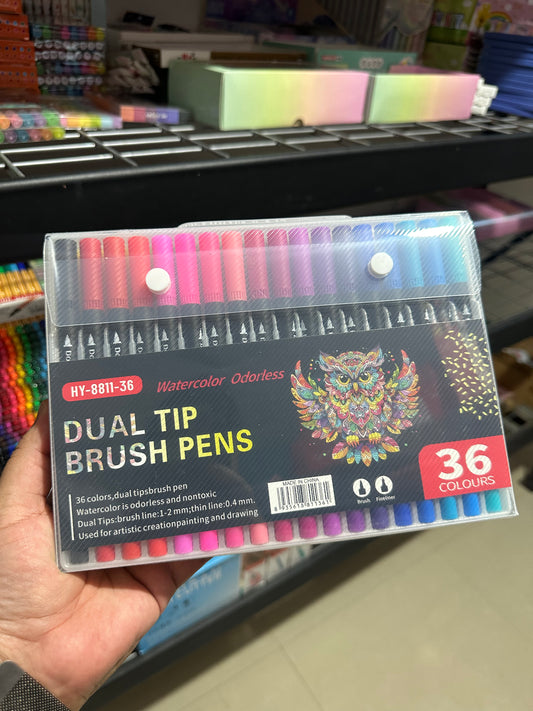 HY-8811-36
Watercolor Odorless
DUAL TIP
BRUSH PENS
36 colors,dual tipsbrush pen
Watercolor is odorless and nontoxic
Dual Tips:brush line:1-2 mm;thin line:0.4 mm.
Used for artistic creationpainting and drawing
MADE IN CHINA
Brush
Fineliner
36
COLOURS